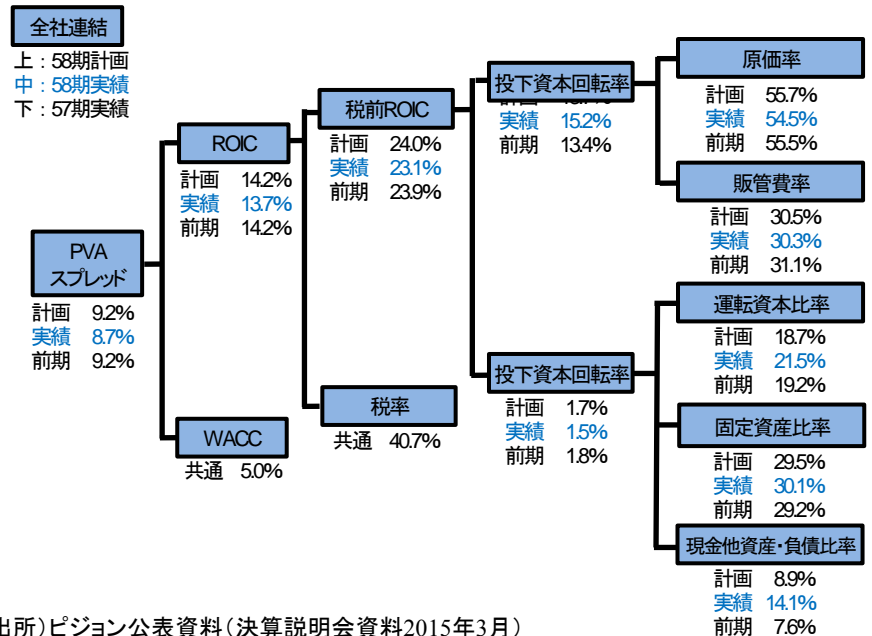 全社連結
上：58期計画
中：58期実績
下：57期実績
PVA
スプレッド
計画 9.2%
実績 8.7%
前期 9.2%
ROIC
計画 14.2%
実績 13.7%
前期 14.2%
WACC
共通 5.0%
税前ROIC
計画 24.0%
実績 23.1%
前期 23.9%
税率
共通 40.7%
投下資本回転率
実績 15.2%
前期 13.4%
投下資本回転率
計画 1.7%
実績 1.5%
前期 1.8%
原価率
計画 55.7%
実績 54.5%
前期 55.5%
販管費率
計画 30.5%
実績 30.3%
前期 31.1%
運転資本比率
計画 18.7%
実績 21.5%
前期 19.2%
固定資産比率
計画 29.5%
実績 30.1%
前期 29.2%
現金他資産・負債比率
計画 8.9%
実績 14.1%
前期 7.6%
出所）ピジョン公表資料（決算説明会資料2015年3月）